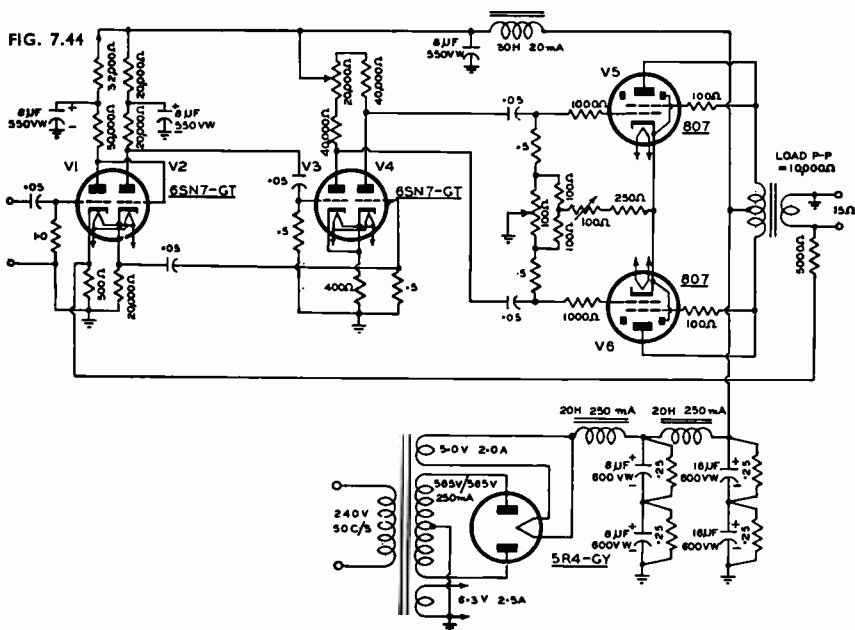 FIG. 7.44
8μF
550VW
30H 20mA
32,000Ω
20,000Ω
8μF
550VW
50,000Ω
20,000Ω
8μF
550VW
20,000Ω
40,000Ω
40,000Ω
V1
V2
6SN7-GT
·05
1·0
500Ω
20,000Ω
·05
·05
·5
V3
V4
6SN7-GT
400Ω
·5
·05
1000Ω
·5
100Ω
100Ω
100Ω
100Ω
250Ω
·5
·05
1000Ω
V5
807
100Ω
807
V6
100Ω
LOAD P-P
=10,000Ω
15Ω
5000Ω
20H 250mA
20H 250mA
5·0V 2·0A
565V/565V
250mA
240V
50C/S
6·3V 2·5A
5R4-GY
8μF
600VW
·25
8μF
600VW
·25
16μF
600VW
·25
16μF
600VW
·25